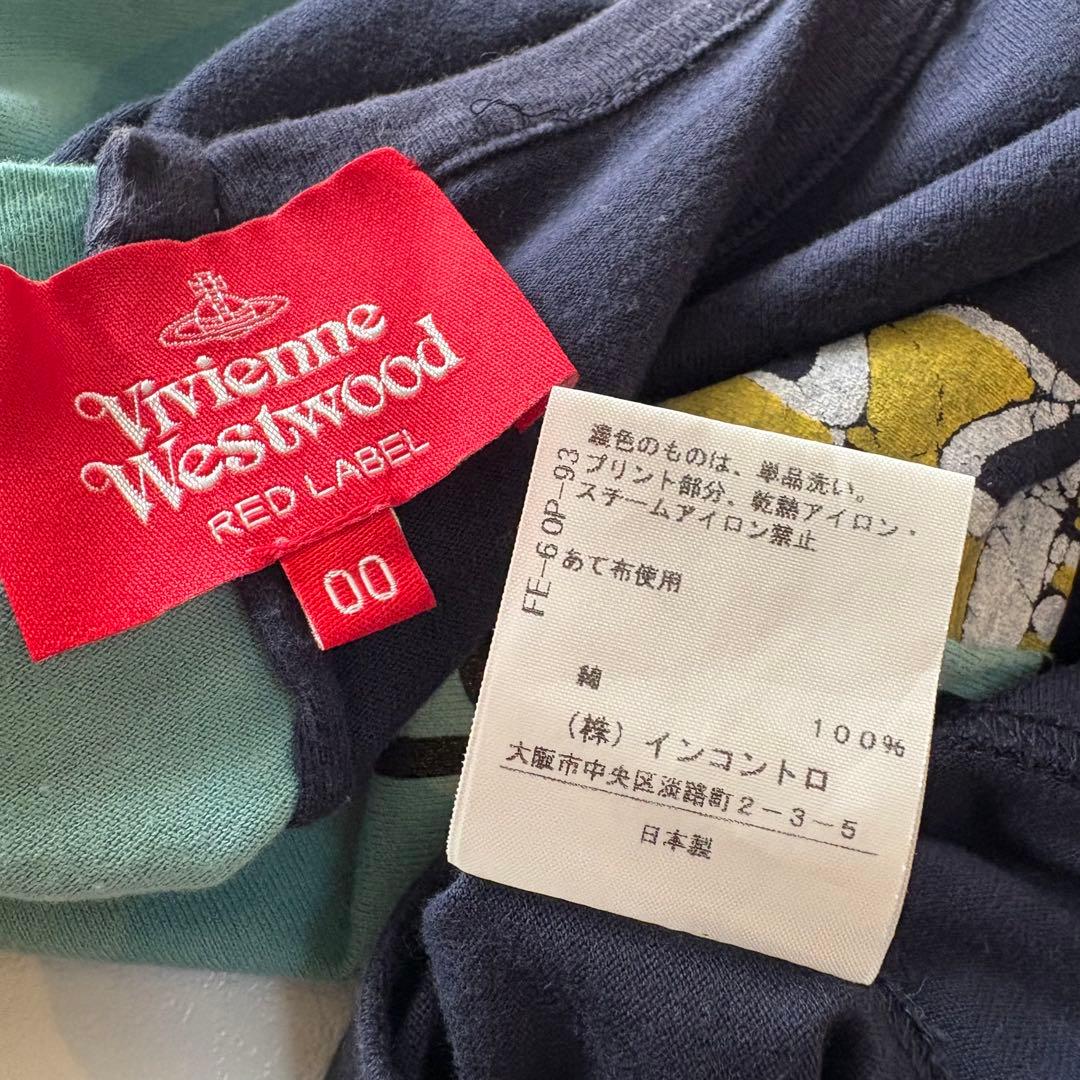 Vivienne
Westwood
RED LABEL
00
濃色のものは、単品洗い。
プリント部分、乾熱アイロン・
スチームアイロン禁止
あて布使用
FE-60P-93
綿 100%
(株)インコントロ
大阪市中央区淡路町2-3-5
日本製